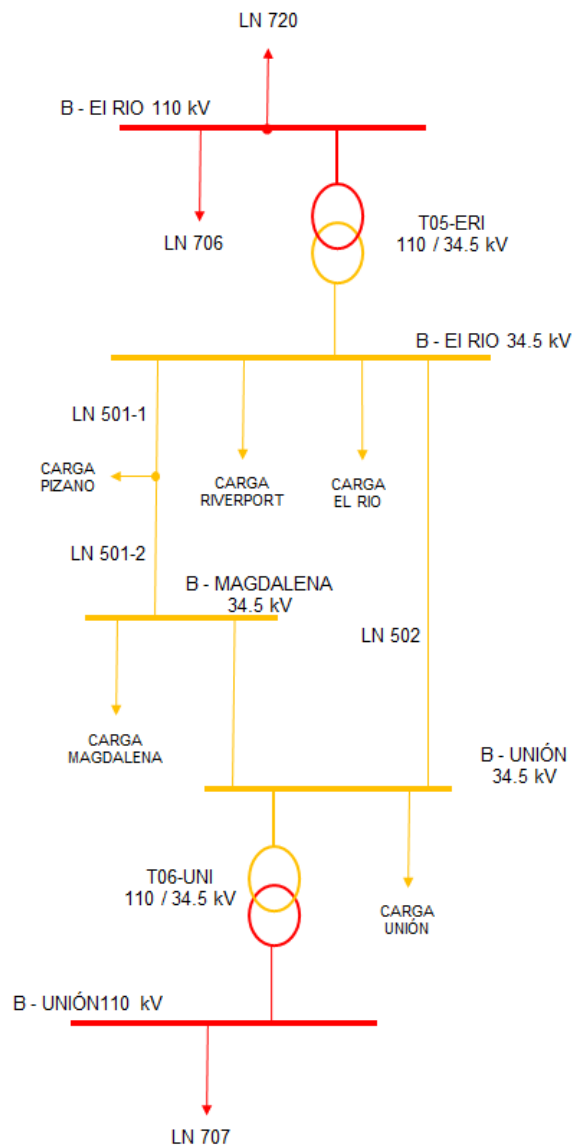 LN 720
B - El RIO 110 kV
LN 706
T05-ERI
110 / 34.5 kV
B - El RIO 34.5 kV
LN 501-1
CARGA
PIZANO
CARGA
RIVERPORT
CARGA
EL RIO
LN 501-2
B - MAGDALENA
34.5 kV
LN 502
CARGA
MAGDALENA
B - UNIÓN
34.5 kV
T06-UNI
110 / 34.5 kV
CARGA
UNIÓN
B - UNIÓN110 kV
LN 707